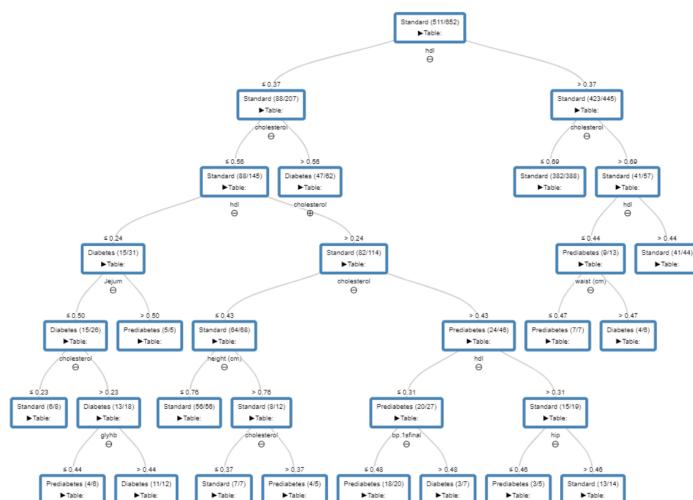 Standard (511/652)
▶Table:
hdl
≤ 0.37
> 0.37
Standard (88/207)
▶Table:
Standard (423/445)
▶Table:
cholesterol
cholesterol
≤ 0.56
> 0.56
≤ 0.69
> 0.69
Standard (88/145)
▶Table:
Diabetes (47/62)
▶Table:
Standard (382/388)
▶Table:
Standard (41/57)
▶Table:
hdl
cholesterol
hdl
≤ 0.24
> 0.24
≤ 0.44
> 0.44
Diabetes (15/31)
▶Table:
Standard (82/114)
▶Table:
Prediabetes (9/13)
▶Table:
Standard (41/44)
▶Table:
Jejum
cholesterol
waist (cm)
≤ 0.50
> 0.50
≤ 0.43
> 0.43
≤ 0.47
> 0.47
Diabetes (15/26)
▶Table:
Prediabetes (5/5)
▶Table:
Standard (64/68)
▶Table:
Prediabetes (24/46)
▶Table:
Prediabetes (7/7)
▶Table:
Diabetes (4/6)
▶Table:
cholesterol
height (cm)
hdl
≤ 0.23
> 0.23
≤ 0.76
> 0.76
≤ 0.31
> 0.31
Standard (6/8)
▶Table:
Diabetes (13/18)
▶Table:
Standard (56/56)
▶Table:
Standard (8/12)
▶Table:
Prediabetes (20/27)
▶Table:
Standard (15/19)
▶Table:
glyhb
cholesterol
bp.1sfinal
hip
≤ 0.44
> 0.44
≤ 0.37
> 0.37
≤ 0.48
> 0.48
≤ 0.46
> 0.46
Prediabetes (4/6)
▶Table:
Diabetes (11/12)
▶Table:
Standard (7/7)
▶Table:
Prediabetes (4/5)
▶Table:
Prediabetes (18/20)
▶Table:
Diabetes (3/7)
▶Table:
Prediabetes (3/5)
▶Table:
Standard (13/14)
▶Table: